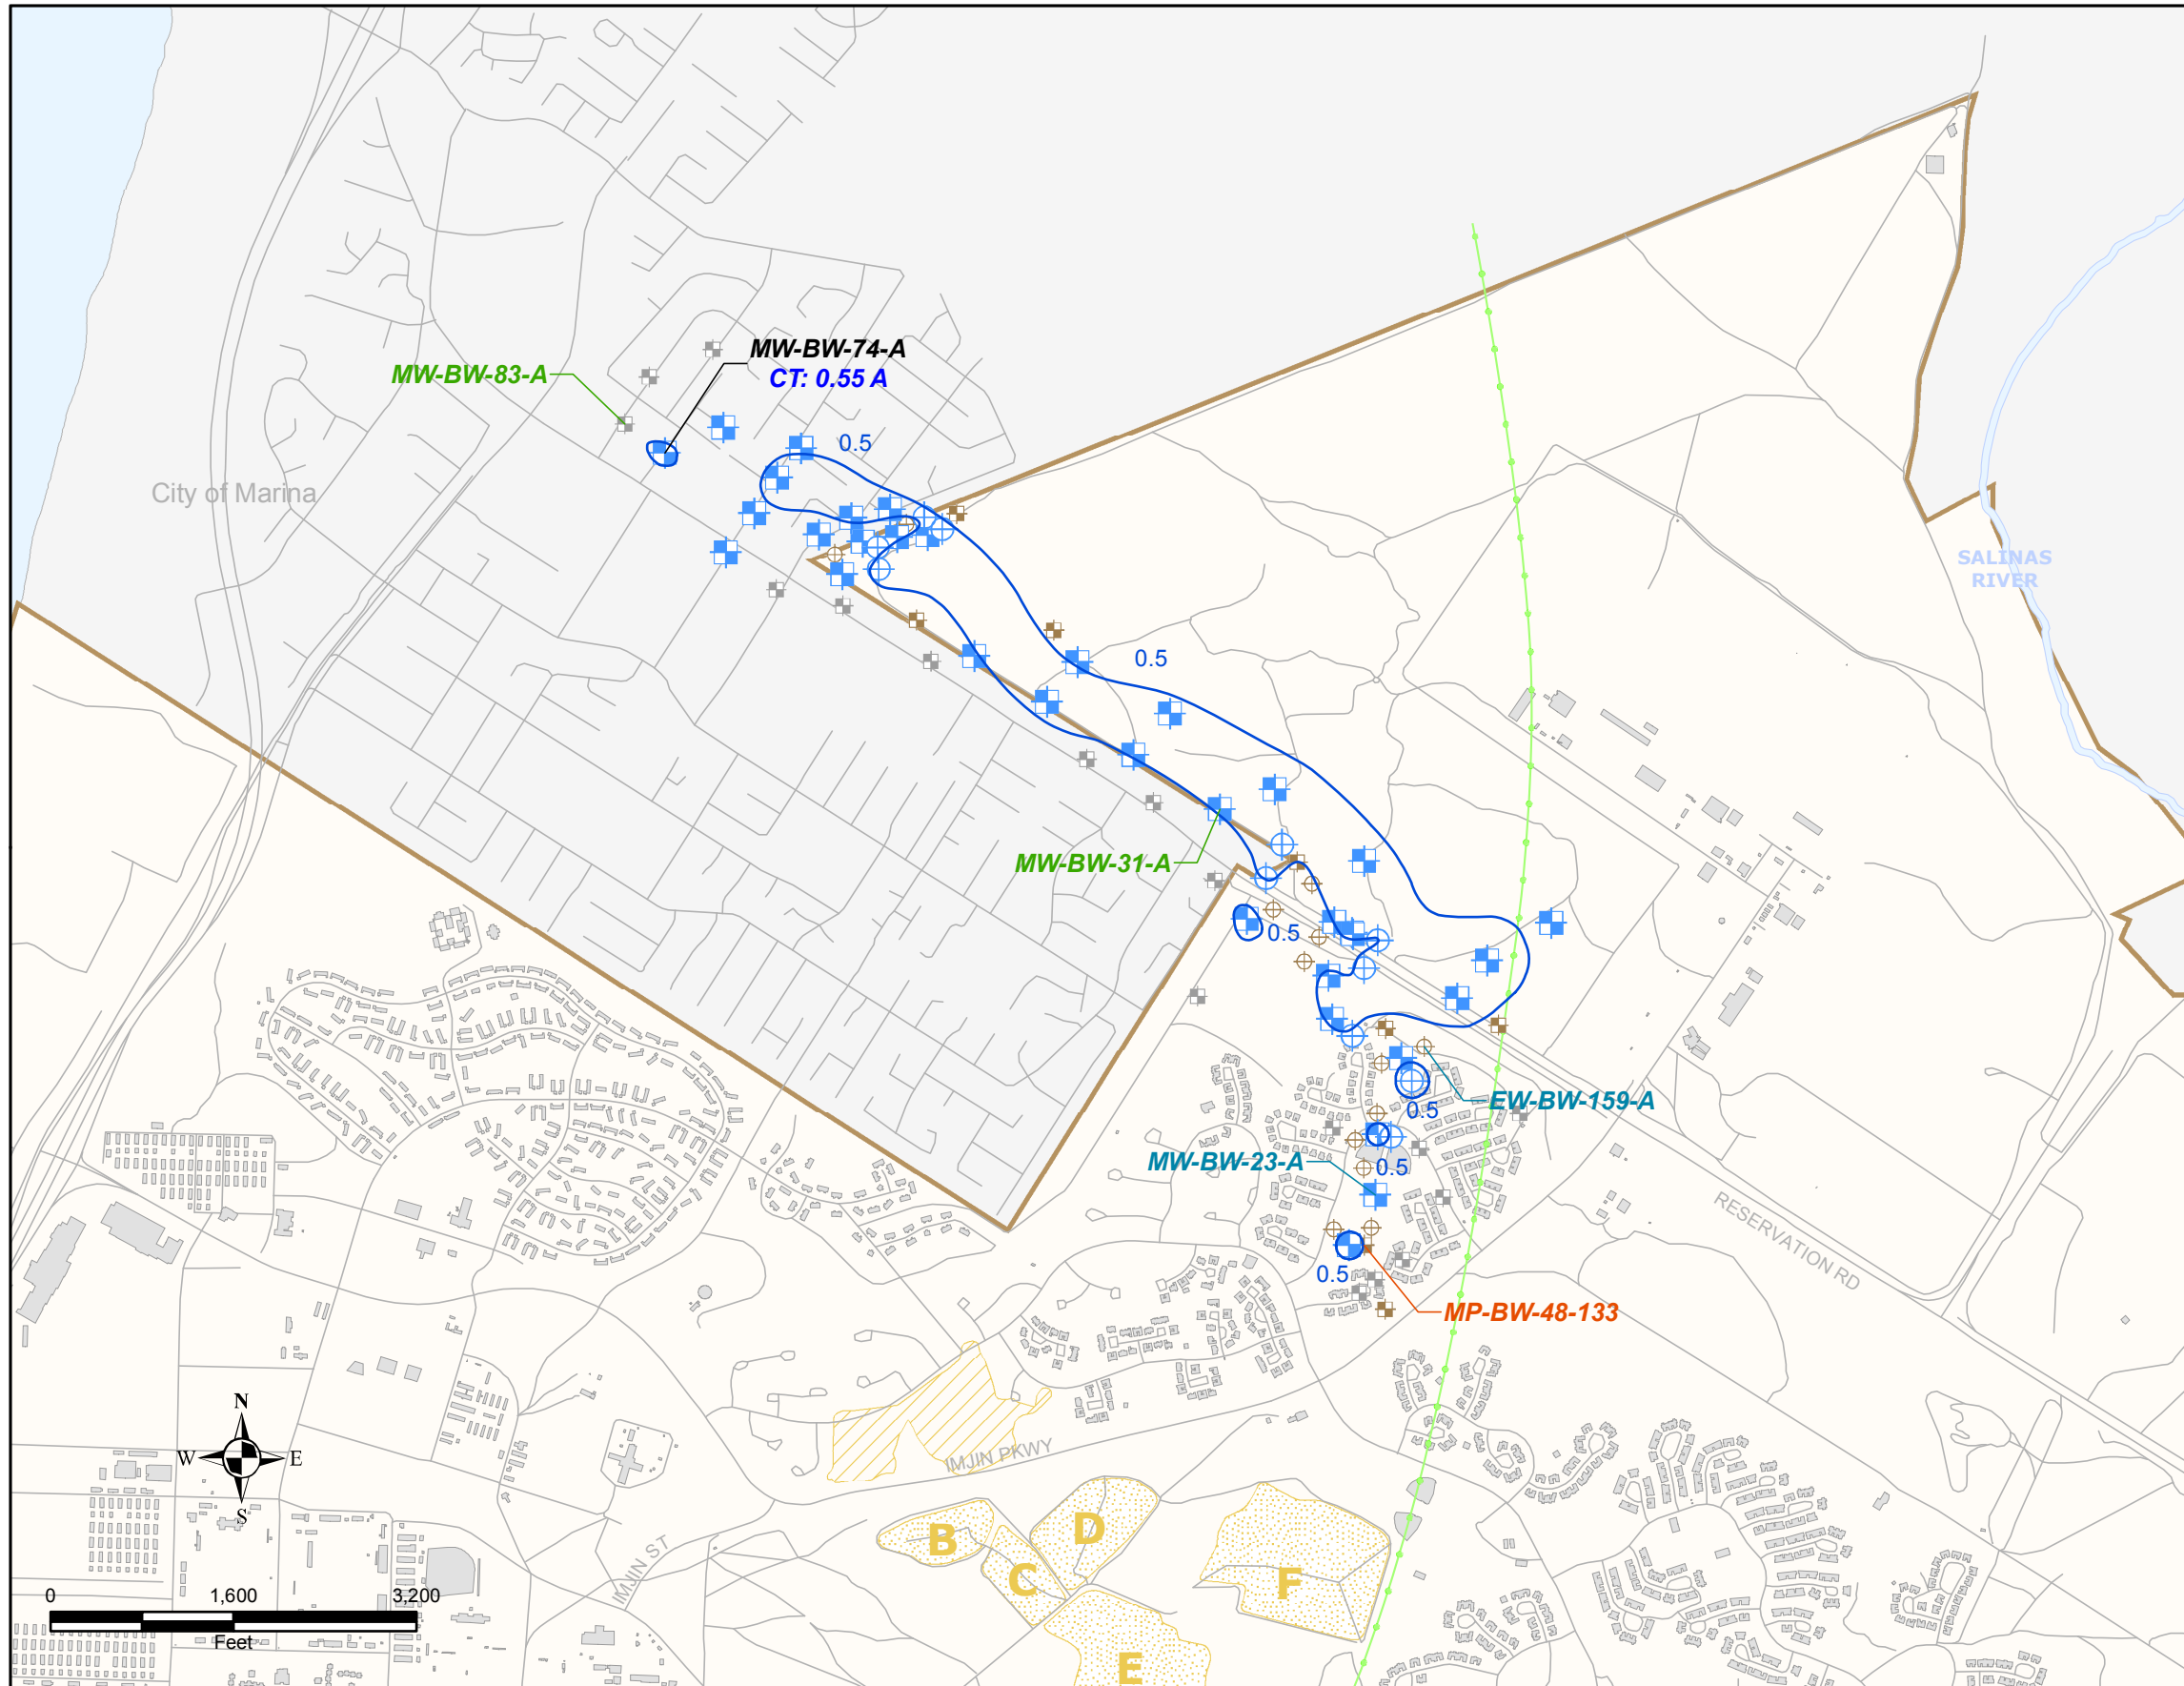 MW-BW-74-A
MW-BW-83-A
CT: 0.55 A
0.5
City of Marina
SALINAS
RIVER
0.5
MW-BW-31-A
0.5
EW-BW-159-A
0.5
MW-BW-23-A
0.5
RESERVATION RD
0.5
MP-BW-48-133
N
W
E
S
IMJIN PKWY
B
D
C
F
E
IMJIN ST
0
1,600
3,200
Feet